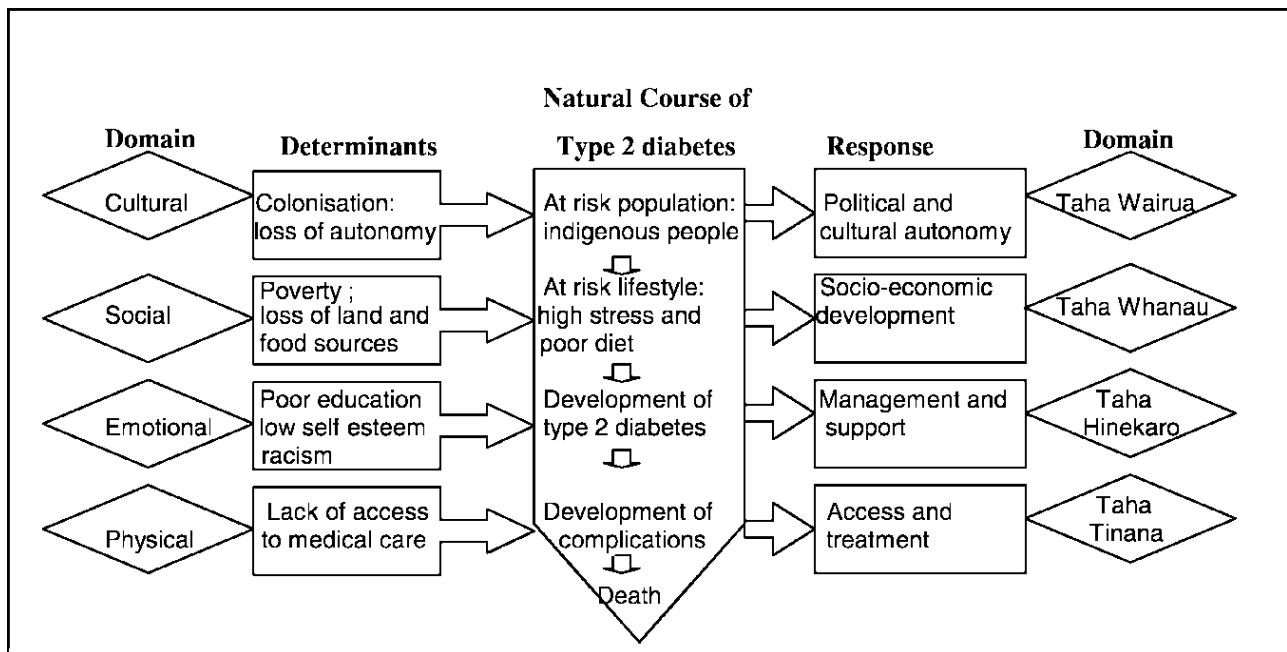 Natural Course of
Domain Determinants Type 2 diabetes Response Domain
Cultural
Colonisation:
loss of autonomy
At risk population:
indigenous people
Political and
cultural autonomy
Taha Wairua
Social
Poverty ;
loss of land and
food sources
At risk lifestyle:
high stress and
poor diet
Socio-economic
development
Taha Whanau
Emotional
Poor education
low self esteem
racism
Development of
type 2 diabetes
Management and
support
Taha
Hinekaro
Physical
Lack of access
to medical care
Development of
complications
Access and
treatment
Taha
Tinana
Death